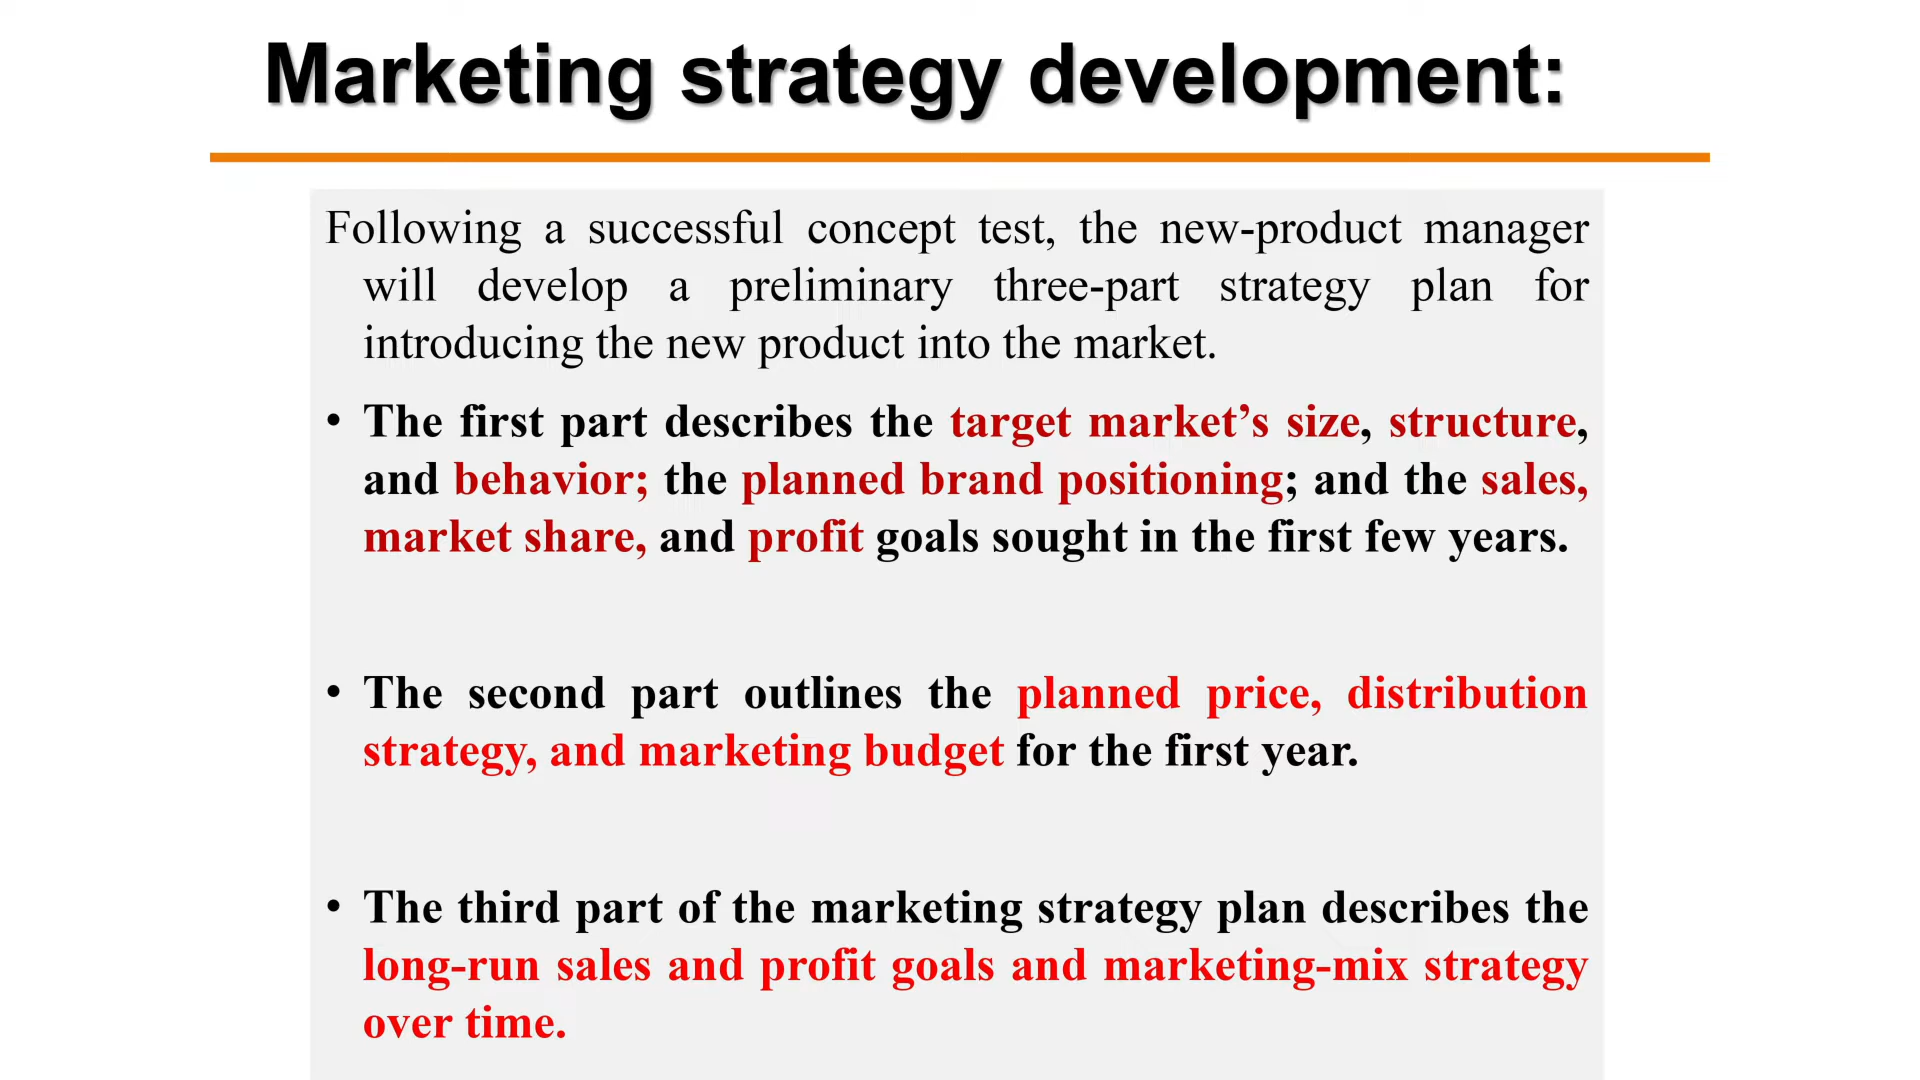 Marketing strategy development:
Following a successful concept test, the new-product manager
will develop a preliminary three-part strategy plan for
introducing the new product into the market.
• The first part describes the target market’s size, structure,
and behavior; the planned brand positioning; and the sales,
market share, and profit goals sought in the first few years.
• The second part outlines the planned price, distribution
strategy, and marketing budget for the first year.
• The third part of the marketing strategy plan describes the
long-run sales and profit goals and marketing-mix strategy
over time.